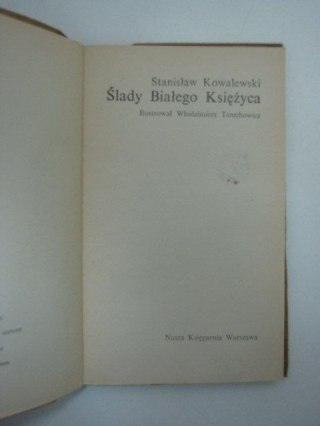 Stanisław Kowalewski
Ślady Białego Księżyca
Ilustrował Włodzimierz Terechowicz
Nasza Księgarnia Warszawa